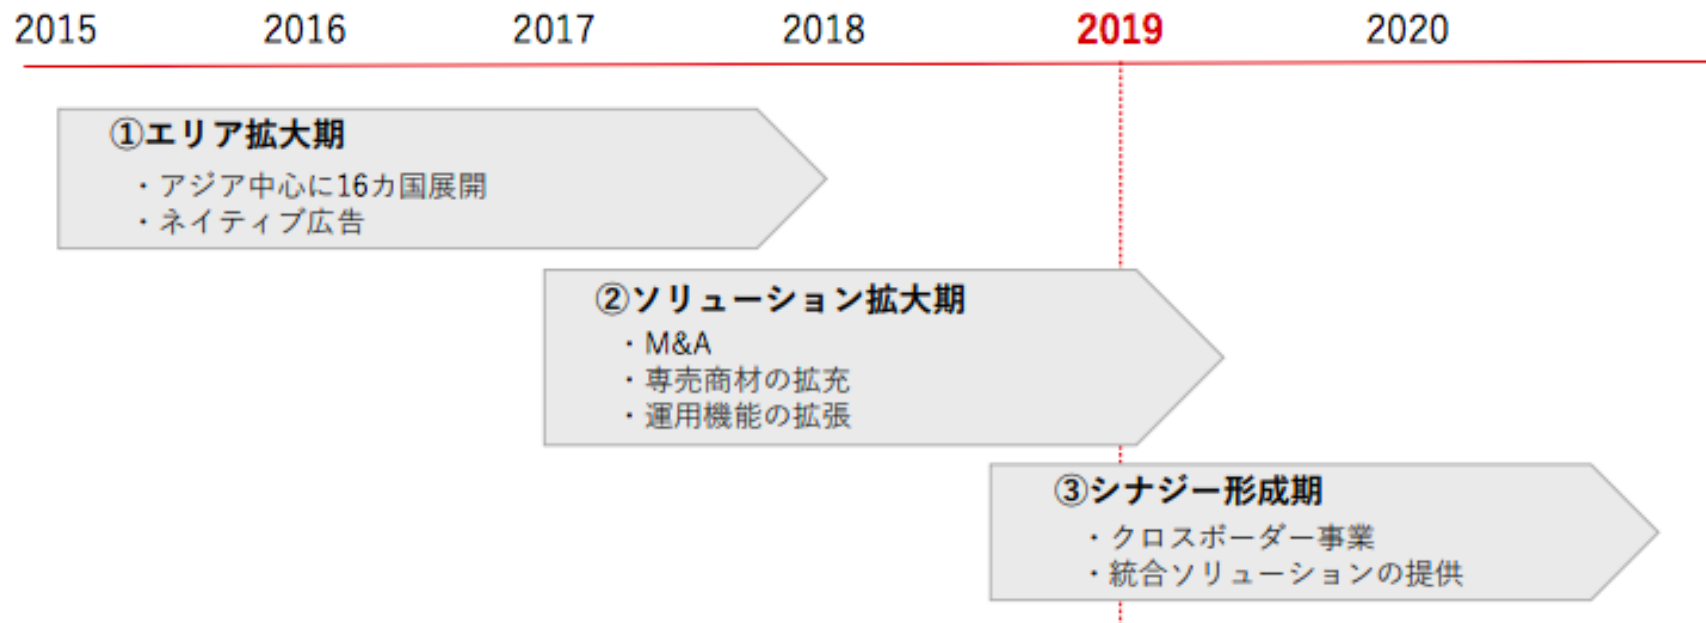 2015 2016 2017 2018 2019 2020
①エリア拡大期
・アジア中心に16カ国展開
・ネイティブ広告
②ソリューション拡大期
・M&A
・専売商材の拡充
・運用機能の拡張
③シナジー形成期
・クロスボーダー事業
・統合ソリューションの提供